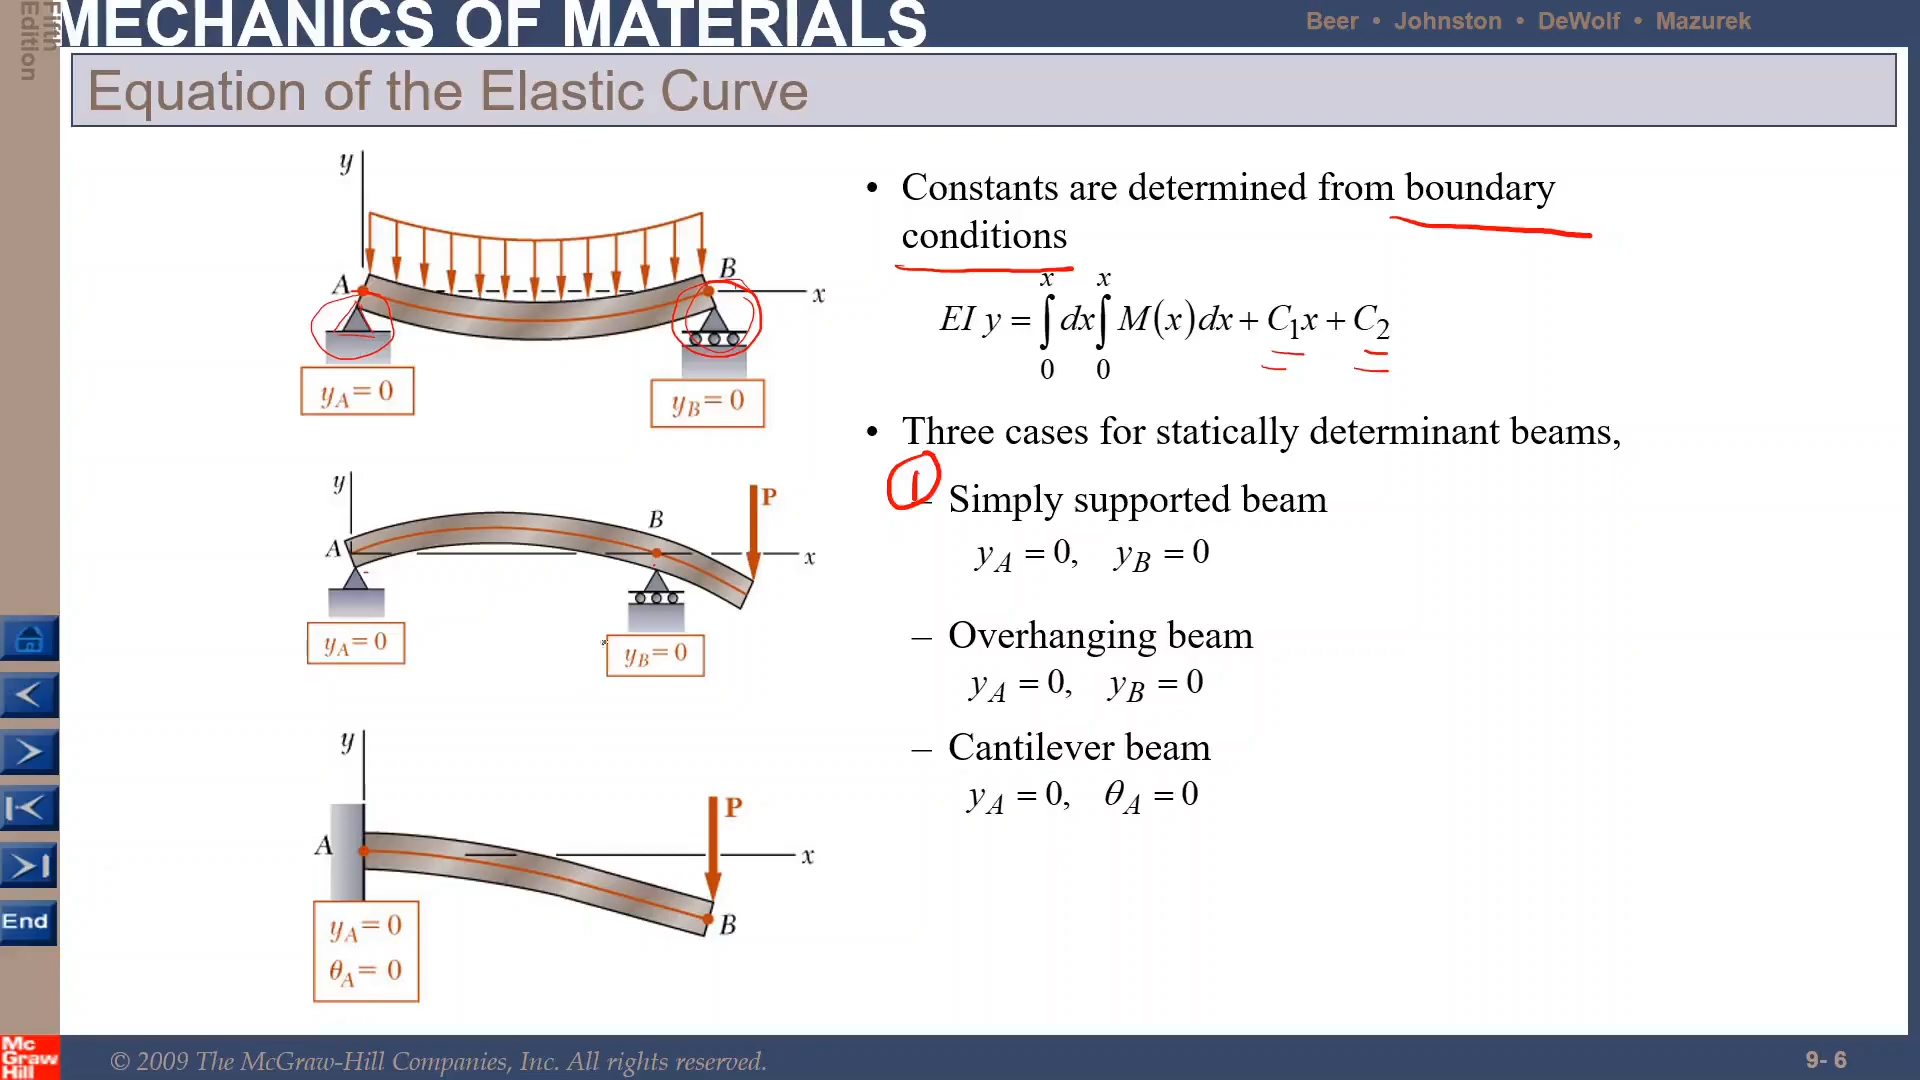 Fifth
Edition
MECHANICS OF MATERIALS
Beer • Johnston • DeWolf • Mazurek
Equation of the Elastic Curve
y
A
B
x
yA = 0
yB = 0
y
P
B
A
x
yA = 0
yB = 0
y
P
A
x
B
yA = 0
θA = 0
• Constants are determined from boundary
conditions
x x
EI y = ∫ dx ∫ M(x) dx + C1x + C2
0 0
• Three cases for statically determinant beams,
1
– Simply supported beam
yA = 0, yB = 0
– Overhanging beam
yA = 0, yB = 0
– Cantilever beam
yA = 0, θA = 0
End
Mc
Graw
Hill
© 2009 The McGraw-Hill Companies, Inc. All rights reserved.
9- 6